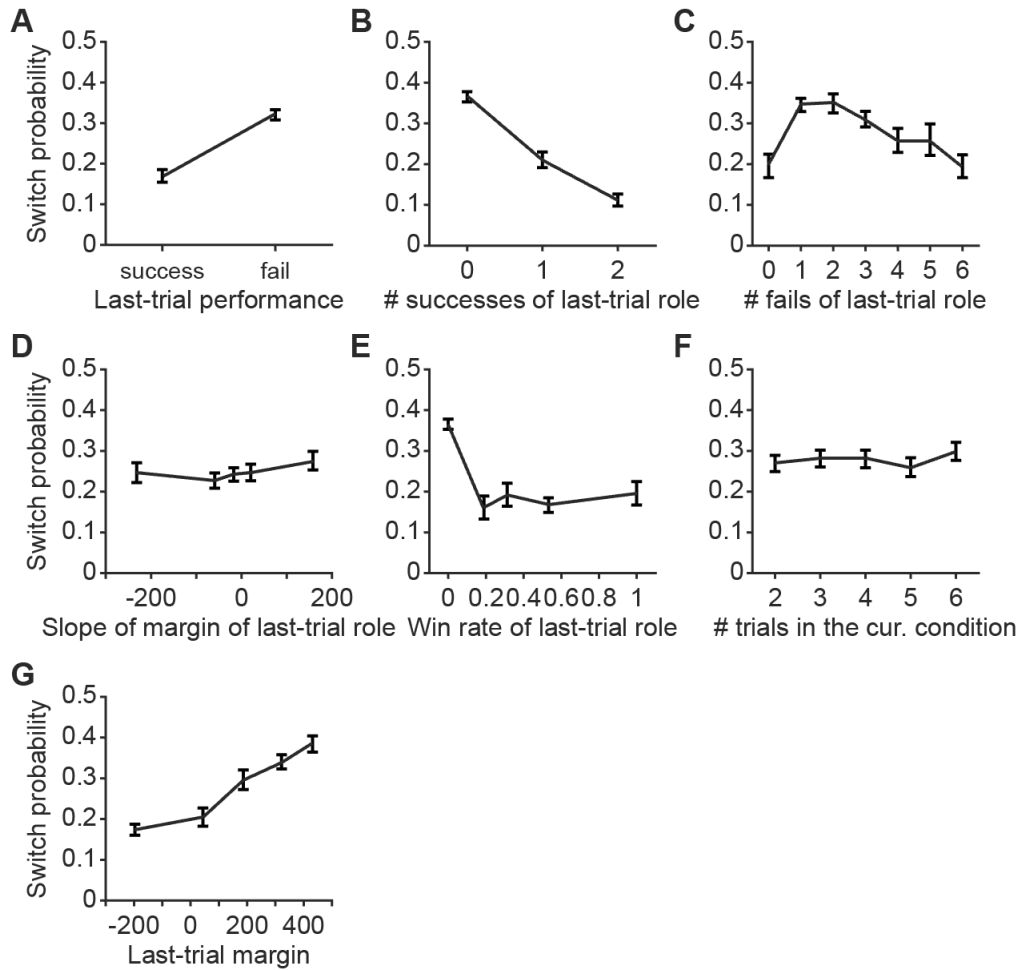 A
Switch probability
0.5
0.4
0.3
0.2
0.1
0
success fail
Last-trial performance
B
0.5
0.4
0.3
0.2
0.1
0
0 1 2
# successes of last-trial role
C
0.5
0.4
0.3
0.2
0.1
0
0 1 2 3 4 5 6
# fails of last-trial role
D
Switch probability
0.5
0.4
0.3
0.2
0.1
0
-200 0 200
Slope of margin of last-trial role
E
0.5
0.4
0.3
0.2
0.1
0
0 0.2 0.4 0.6 0.8 1
Win rate of last-trial role
F
0.5
0.4
0.3
0.2
0.1
0
2 3 4 5 6
# trials in the cur. condition
G
Switch probability
0.5
0.4
0.3
0.2
0.1
0
-200 0 200 400
Last-trial margin